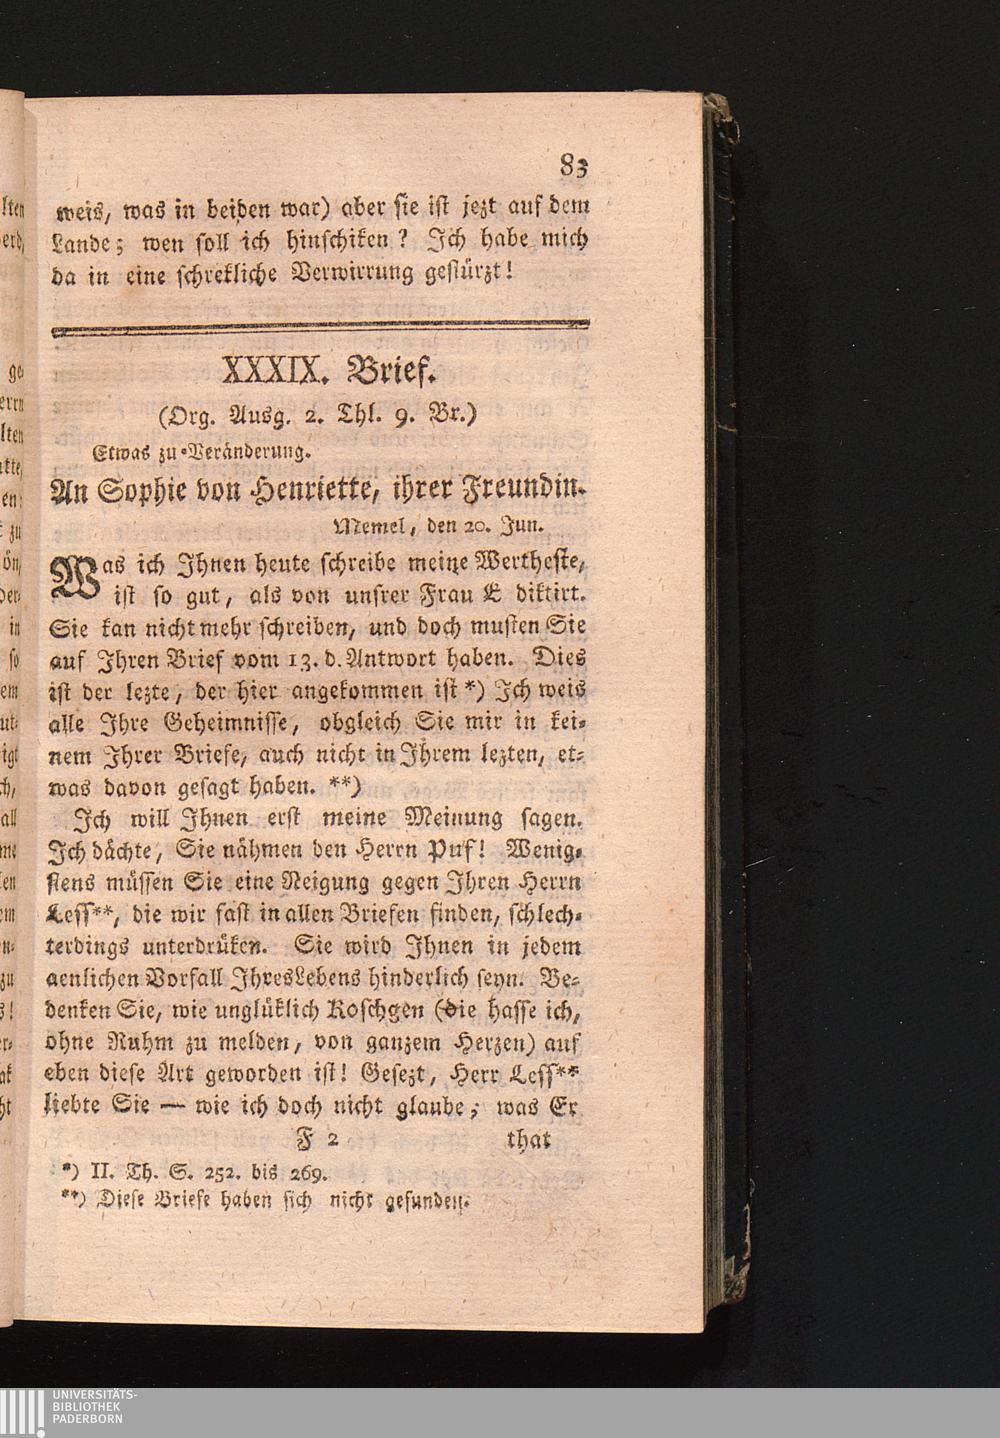 83
weis, was in beiden war) aber sie ist jezt auf dem
Lande; wen soll ich hinschiken? Ich habe mich
da in eine schrekliche Verwirrung gestürzt!
XXXIX. Brief.
(Org. Ausg. 2. Thl. 9. Br.)
Etwas zu Veränderung.
An Sophie von Henriette, ihrer Freundin.
Memel, den 20. Jun.
Was ich Ihnen heute schreibe meine Wertheste,
ist so gut, als von unsrer Frau E diktirt.
Sie kan nicht mehr schreiben, und doch musten Sie
auf Ihren Brief vom 13. d. Antwort haben. Dies
ist der lezte, der hier angekommen ist *) Ich weis
alle Ihre Geheimnisse, obgleich Sie mir in kei-
nem Ihrer Briefe, auch nicht in Ihrem lezten, et-
was davon gesagt haben. **)
Ich will Ihnen erst meine Meinung sagen.
Ich dächte, Sie nähmen den Herrn Puf! Wenig-
stens müssen Sie eine Neigung gegen Ihren Herrn
Less**, die wir fast in allen Briefen finden, schlech-
terdings unterdrüken. Sie wird Ihnen in jedem
aenlichen Vorfall Ihres Lebens hinderlich seyn. Be-
denken Sie, wie unglüklich Koschgen (die hasse ich,
ohne Ruhm zu melden, von ganzem Herzen) auf
eben diese Art geworden ist! Gesezt, Herr Less**
liebte Sie — wie ich doch nicht glaube; was Er
F 2 that
*) II. Th. S. 252. bis 269.
**) Diese Briefe haben sich nicht gefunden.
UNIVERSITÄTS-
BIBLIOTHEK
PADERBORN